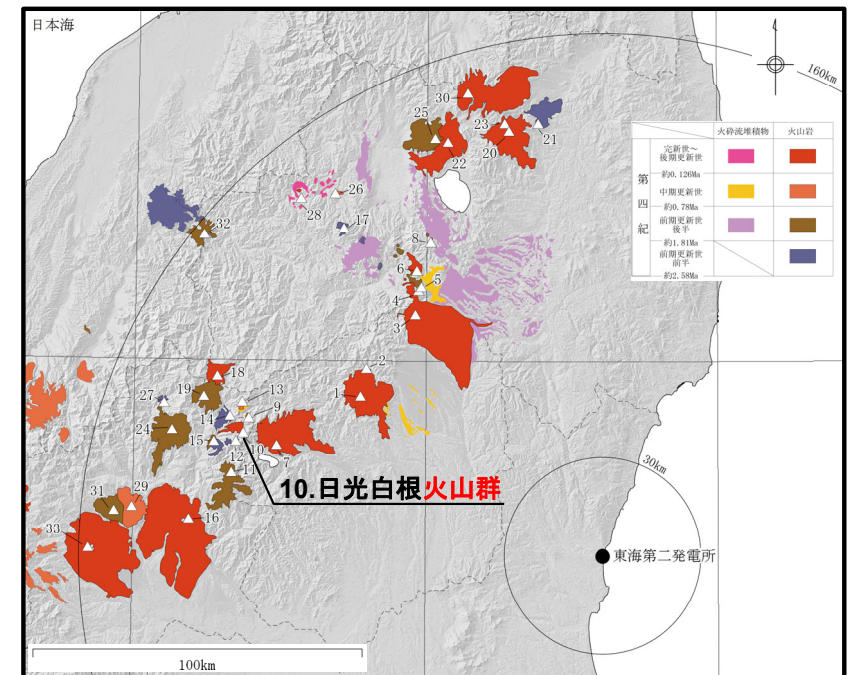 日本海
160km
火砕流堆積物 火山岩
第四紀
完新世~
後期更新世
約0.126Ma
中期更新世
約0.78Ma
前期更新世
後半
約1.81Ma
前期更新世
前半
約2.58Ma
30
25
23
20
21
22
26
28
17
32
8
6
5
4
3
2
1
18
19
13
27
14
9
24
15
10
12
7
11
10.日光白根火山群
31
29
16
33
30km
東海第二発電所
100km